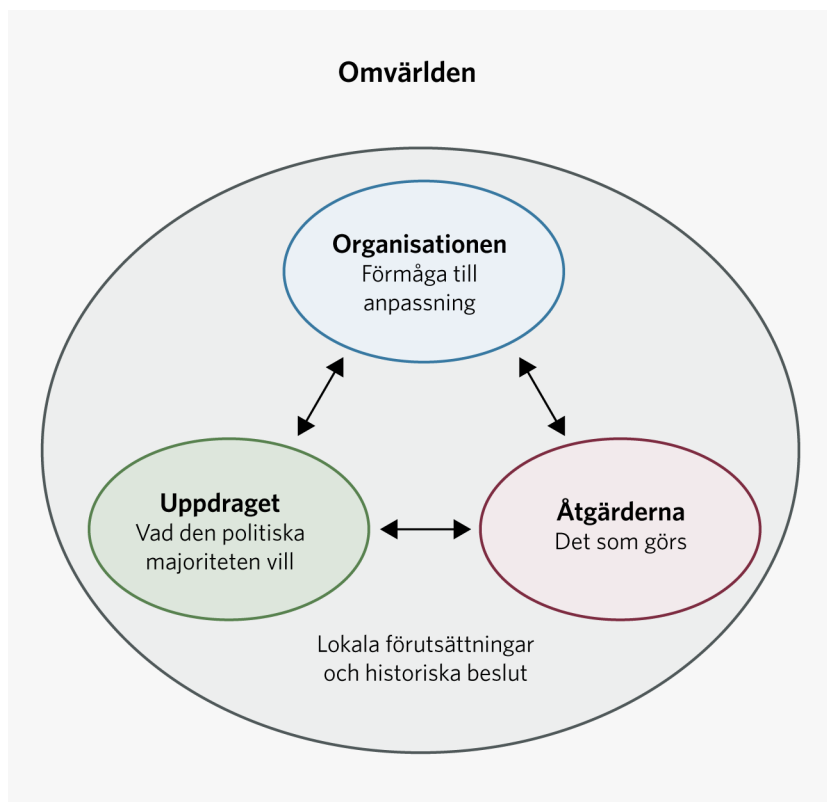 Omvärlden
Organisationen
Förmåga till
anpassning
Uppdraget
Vad den politiska
majoriteten vill
Åtgärderna
Det som görs
Lokala förutsättningar
och historiska beslut